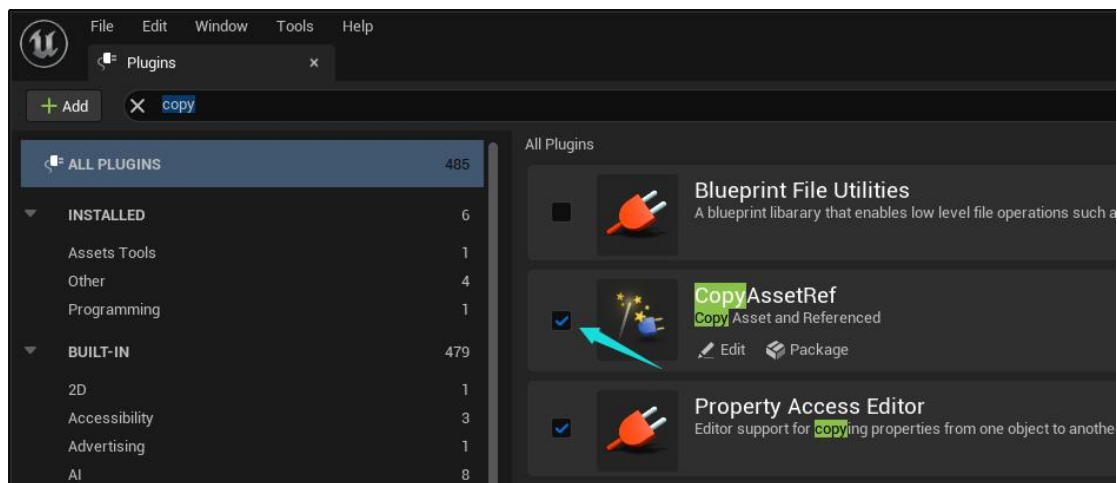 File Edit Window Tools Help
Plugins
Add copy
ALL PLUGINS 485
INSTALLED 6
Assets Tools 1
Other 4
Programming 1
BUILT-IN 479
2D 1
Accessibility 3
Advertising 1
AI 8
All Plugins
Blueprint File Utilities
A blueprint libarary that enables low level file operations such a
CopyAssetRef
Copy Asset and Referenced
Edit Package
Property Access Editor
Editor support for copying properties from one object to anothe